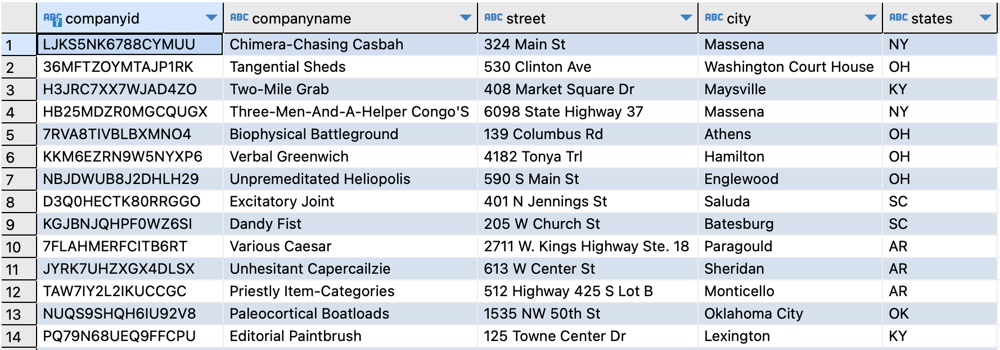 ABC companyid ABC companyname ABC street ABC city ABC states
1 LJKS5NK6788CYMUU Chimera-Chasing Casbah 324 Main St Massena NY
2 36MFTZOYMTAJP1RK Tangential Sheds 530 Clinton Ave Washington Court House OH
3 H3JRC7XX7WJAD4ZO Two-Mile Grab 408 Market Square Dr Maysville KY
4 HB25MDZR0MGCQUGX Three-Men-And-A-Helper Congo'S 6098 State Highway 37 Massena NY
5 7RVA8TIVBLBXMNO4 Biophysical Battleground 139 Columbus Rd Athens OH
6 KKM6EZRN9W5NYXP6 Verbal Greenwich 4182 Tonya Trl Hamilton OH
7 NBJDWUB8J2DHLH29 Unpremeditated Heliopolis 590 S Main St Englewood OH
8 D3Q0HECTK80RRGGO Excitatory Joint 401 N Jennings St Saluda SC
9 KGJBNJQHPF0WZ6SI Dandy Fist 205 W Church St Batesburg SC
10 7FLAHMERFCITB6RT Various Caesar 2711 W. Kings Highway Ste. 18 Paragould AR
11 JYRK7UHZXGX4DLSX Unhesitant Capercailzie 613 W Center St Sheridan AR
12 TAW7IY2L2IKUCCGC Priestly Item-Categories 512 Highway 425 S Lot B Monticello AR
13 NUQS9SHQH6IU92V8 Paleocortical Boatloads 1535 NW 50th St Oklahoma City OK
14 PQ79N68UEQ9FFCPU Editorial Paintbrush 125 Towne Center Dr Lexington KY